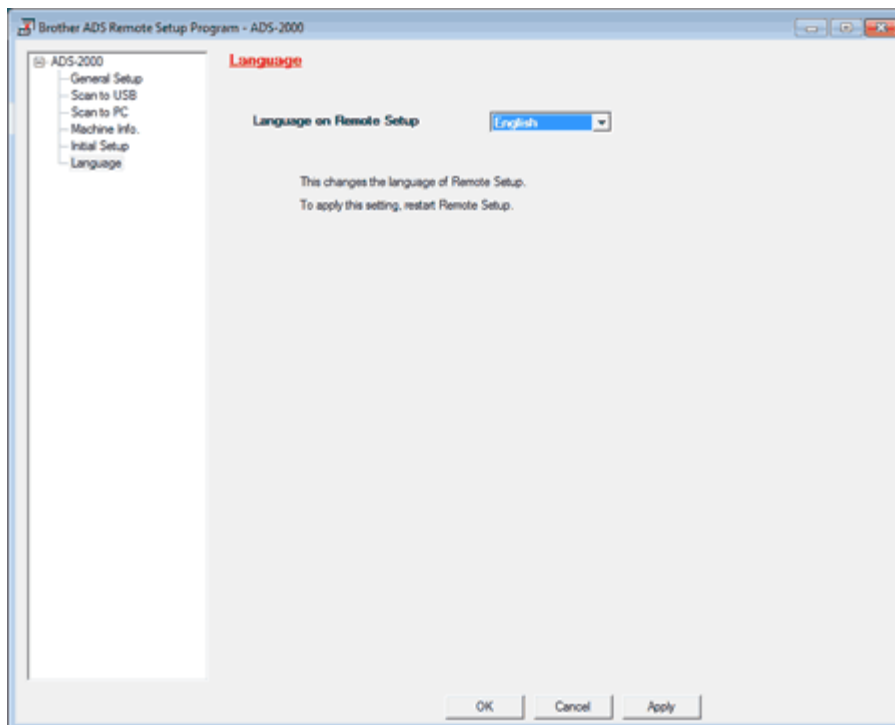 Brother ADS Remote Setup Program - ADS-2000
ADS-2000
General Setup
Scan to USB
Scan to PC
Machine Info.
Initial Setup
Language
Language
Language on Remote Setup English
This changes the language of Remote Setup.
To apply this setting, restart Remote Setup.
OK Cancel Apply